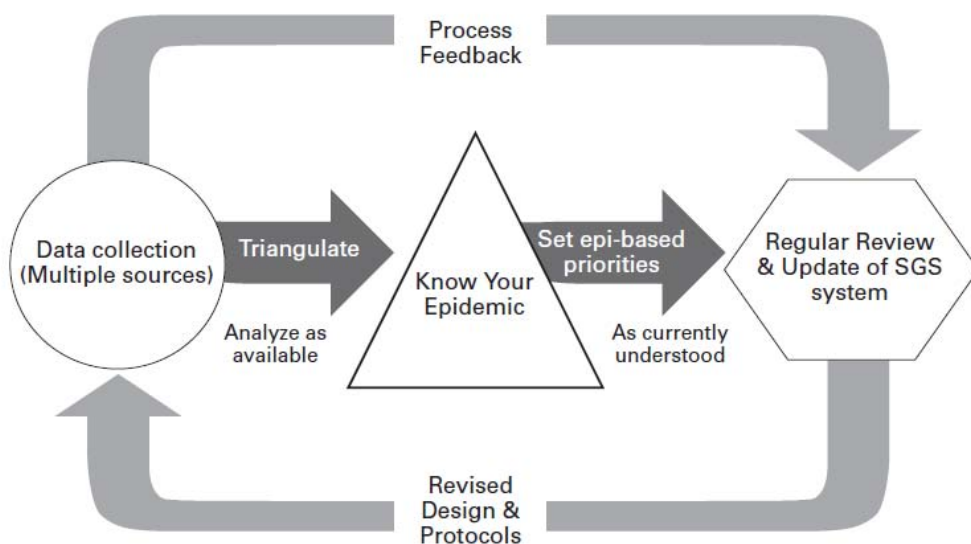 Process
Feedback
Data collection
(Multiple sources)
Triangulate
Analyze as
available
Know Your
Epidemic
Set epi-based
priorities
As currently
understood
Regular Review
& Update of SGS
system
Revised
Design &
Protocols